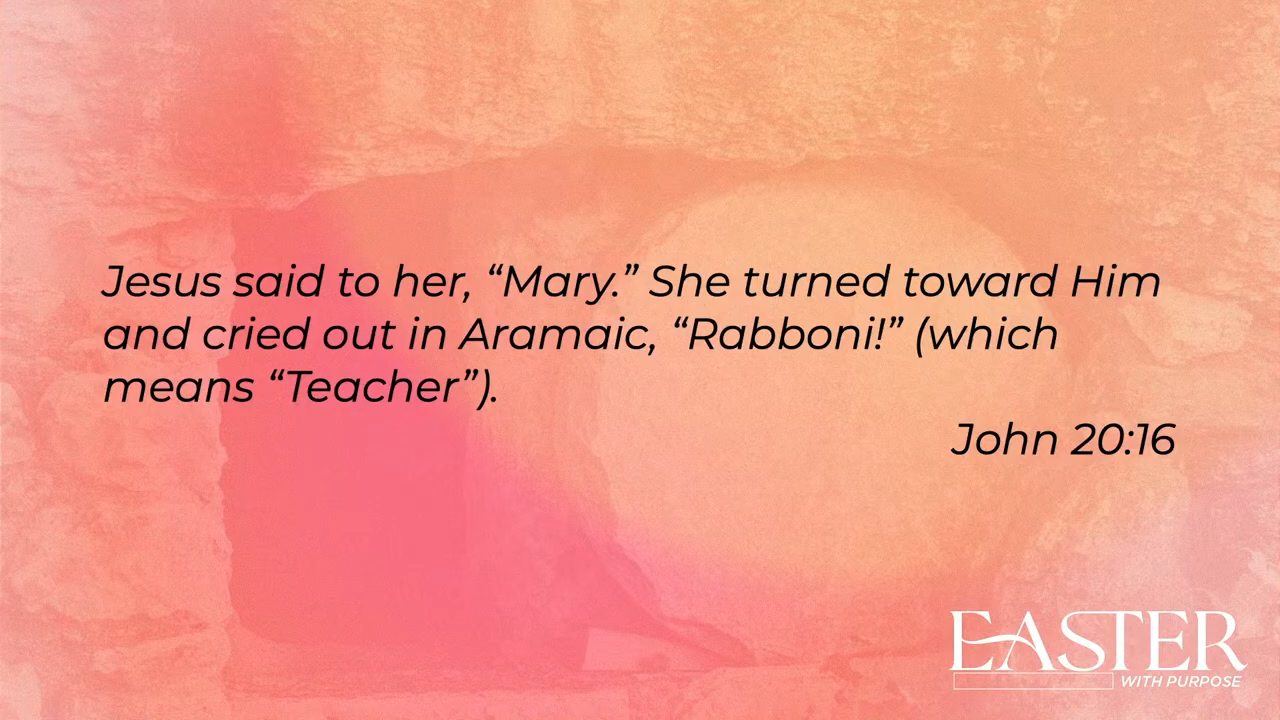 Jesus said to her, “Mary.” She turned toward Him
and cried out in Aramaic, “Rabboni!” (which
means “Teacher”).
John 20:16
EASTER
WITH PURPOSE